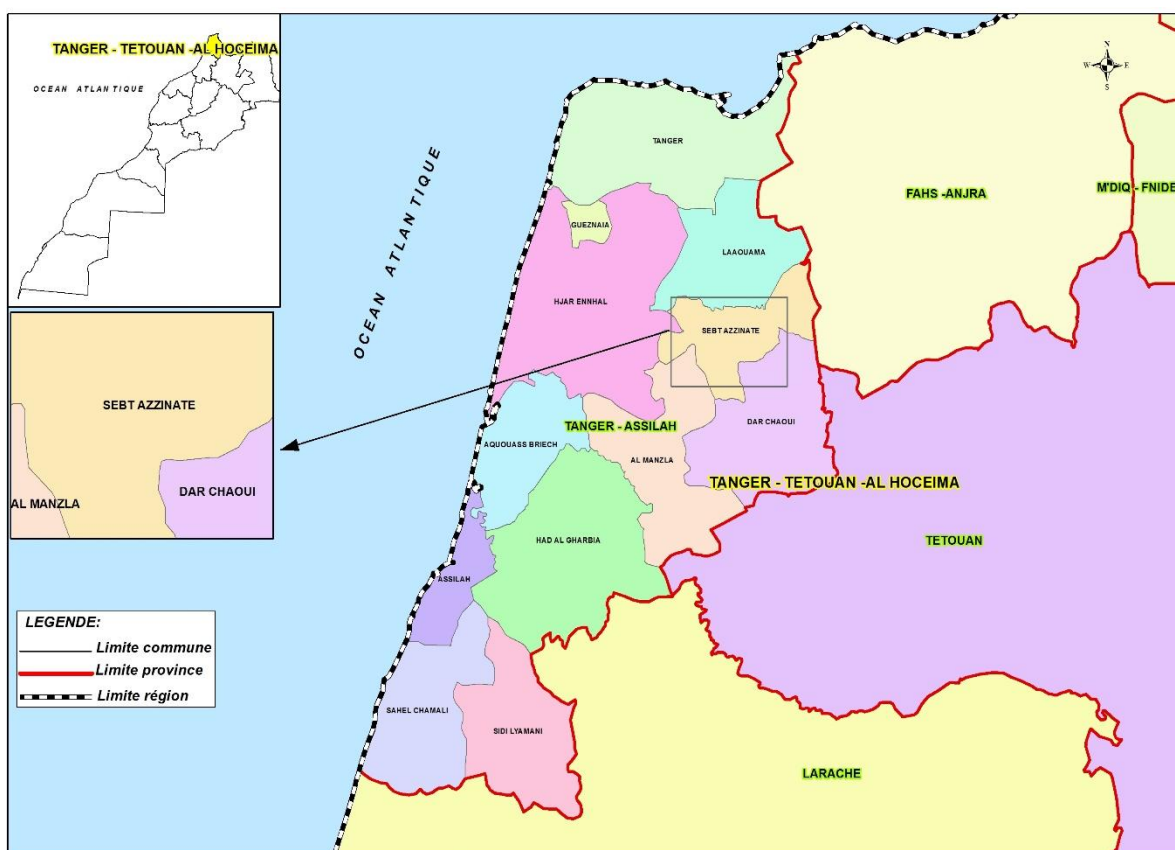 TANGER - TETOUAN -AL HOCEIMA
OCEAN ATLANTIQUE
N
W E
S
TANGER
FAHS -ANJRA
M'DIQ - FNIDE
GUEZNAIA
LAAOUAMA
OCEAN ATLANTIQUE
HJAR ENNHAL
SEBT AZZINATE
SEBT AZZINATE
DAR CHAOUI
AL MANZLA
TANGER - ASSILAH
DAR CHAOUI
AQUOUASS BRIECH
AL MANZLA
TANGER - TETOUAN -AL HOCEIMA
HAD AL GHARBIA
TETOUAN
ASSILAH
LEGENDE:
Limite commune
Limite province
Limite région
SAHEL CHAMALI
SIDI LYAMANI
LARACHE